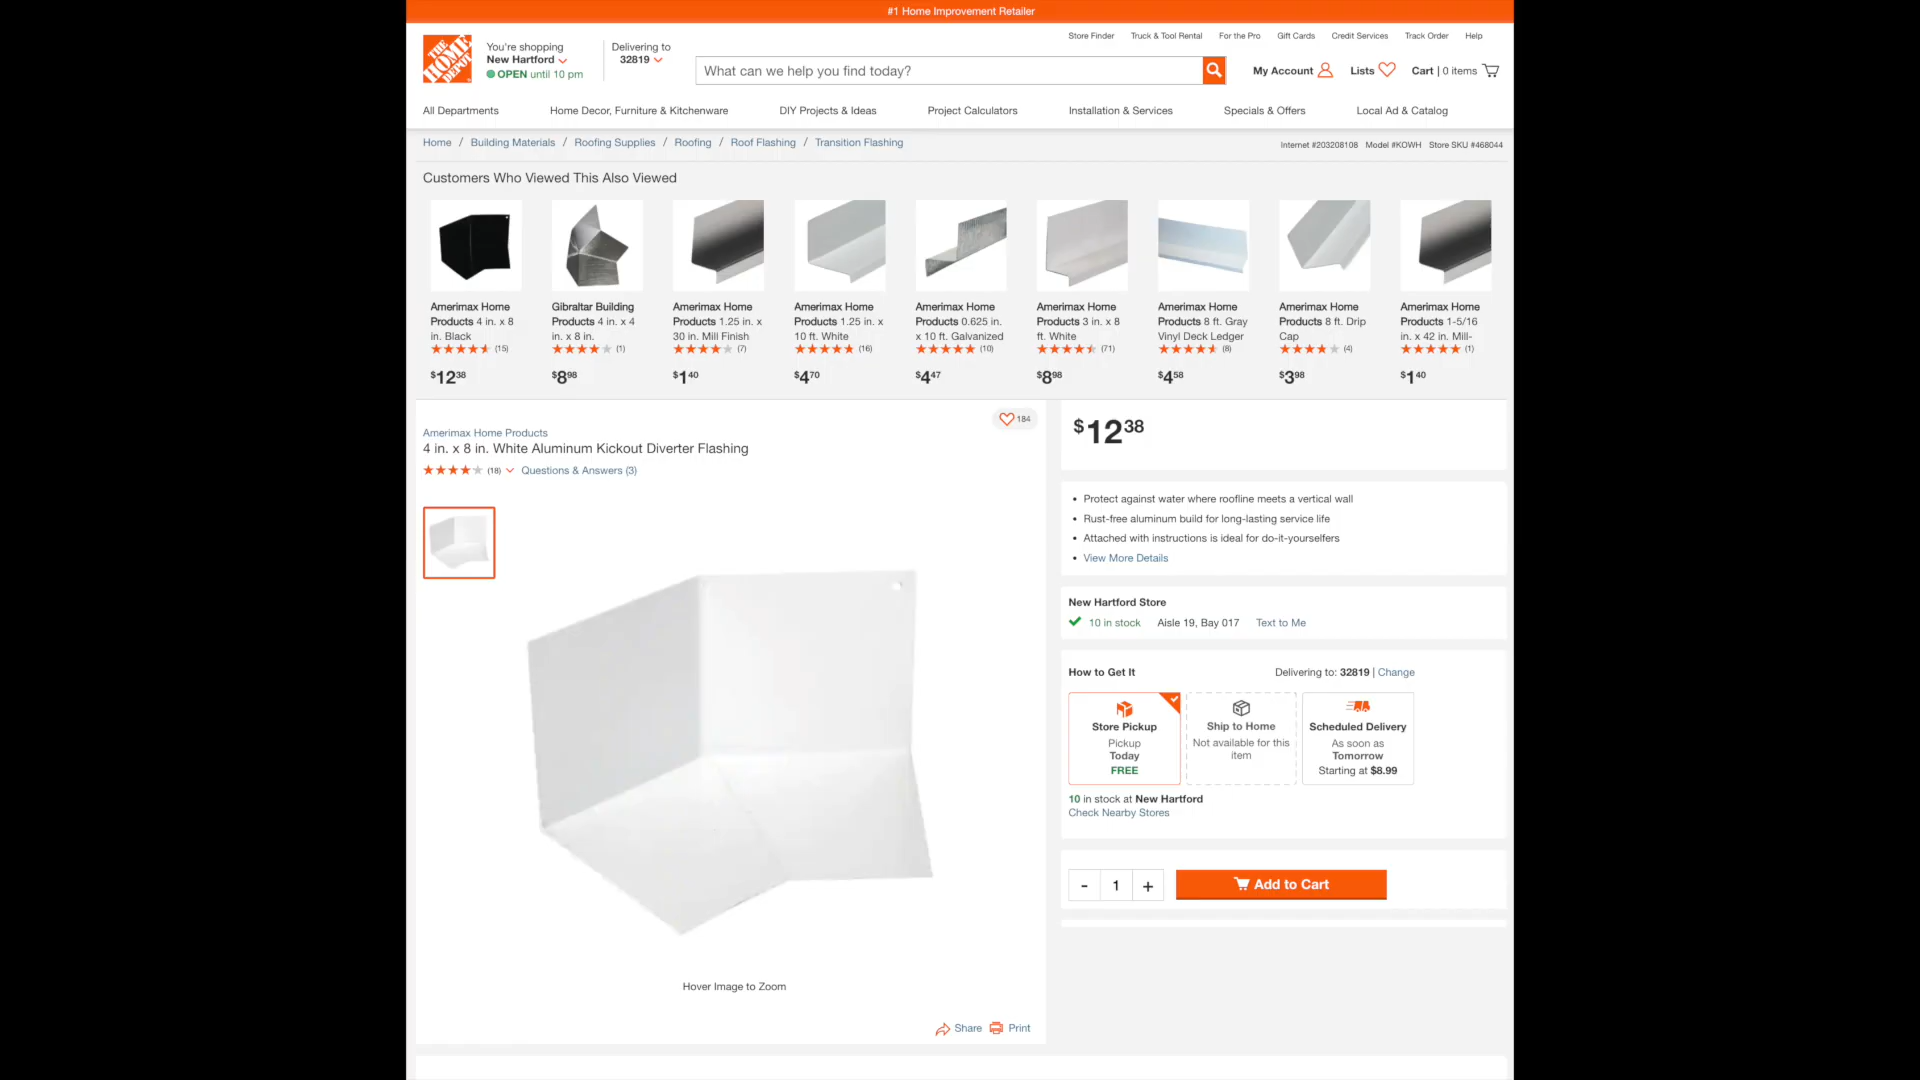 #1 Home Improvement Retailer
Store Finder Truck & Tool Rental For the Pro Gift Cards Credit Services Track Order Help
THE HOME DEPOT
You're shopping
New Hartford
OPEN until 10 pm
Delivering to
32819
What can we help you find today?
My Account Lists Cart | 0 items
All Departments Home Decor, Furniture & Kitchenware DIY Projects & Ideas Project Calculators Installation & Services Specials & Offers Local Ad & Catalog
Home / Building Materials / Roofing Supplies / Roofing / Roof Flashing / Transition Flashing
Internet #203208108 Model #KOWH Store SKU #468044
Customers Who Viewed This Also Viewed
Amerimax Home
Products 4 in. x 8
in. Black
(15)
$12 38
Gibraltar Building
Products 4 in. x 4
in. x 8 in.
(1)
$8 98
Amerimax Home
Products 1.25 in. x
30 in. Mill Finish
(7)
$1 40
Amerimax Home
Products 1.25 in. x
10 ft. White
(16)
$4 70
Amerimax Home
Products 0.625 in.
x 10 ft. Galvanized
(10)
$4 47
Amerimax Home
Products 3 in. x 8
ft. White
(71)
$8 98
Amerimax Home
Products 8 ft. Gray
Vinyl Deck Ledger
(8)
$4 58
Amerimax Home
Products 8 ft. Drip
Cap
(4)
$3 98
Amerimax Home
Products 1-5/16
in. x 42 in. Mill-
(1)
$1 40
184
Amerimax Home Products
4 in. x 8 in. White Aluminum Kickout Diverter Flashing
(18) Questions & Answers (3)
Hover Image to Zoom
Share Print
$12 38
• Protect against water where roofline meets a vertical wall
• Rust-free aluminum build for long-lasting service life
• Attached with instructions is ideal for do-it-yourselfers
• View More Details
New Hartford Store
10 in stock Aisle 19, Bay 017 Text to Me
How to Get It Delivering to: 32819 | Change
Store Pickup
Pickup
Today
FREE
Ship to Home
Not available for this
item
Scheduled Delivery
As soon as
Tomorrow
Starting at $8.99
10 in stock at New Hartford
Check Nearby Stores
- 1 + Add to Cart